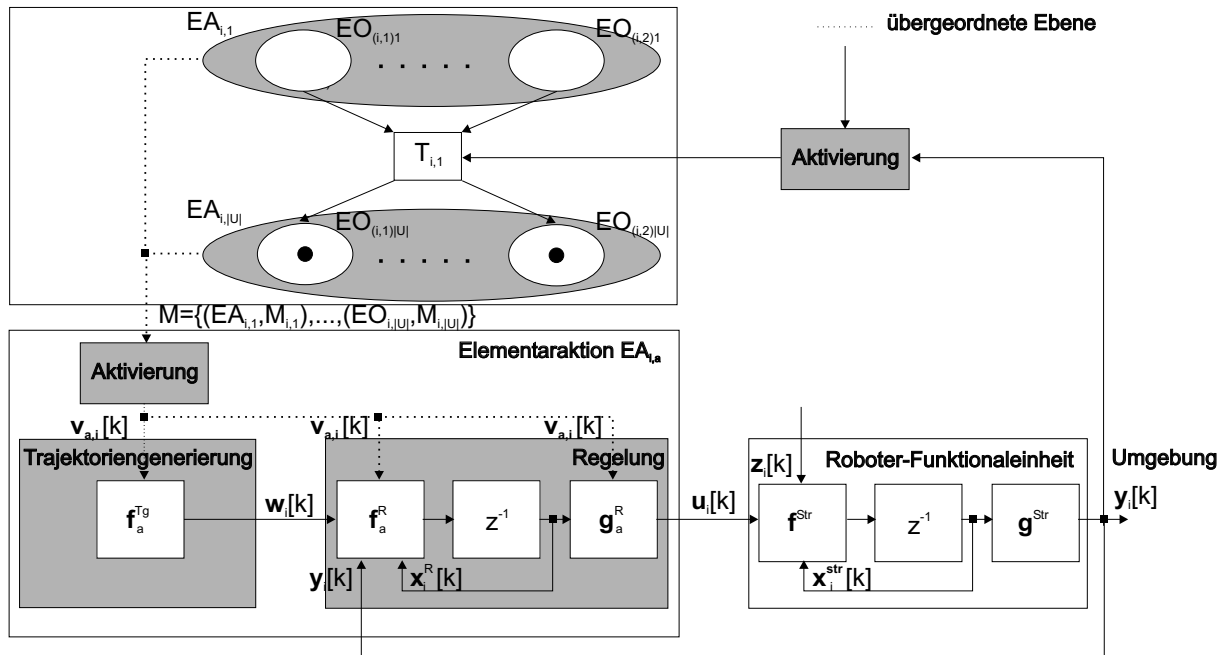 EA_{i,1}
EO_{(i,1)1}
. . . . .
EO_{(i,2)1}
übergeordnete Ebene
T_{i,1}
Aktivierung
EA_{i,|U|}
EO_{(i,1)|U|}
. . . . .
EO_{(i,2)|U|}
M={(EA_{i,1},M_{i,1}),...,(EO_{i,|U|},M_{i,|U|})}
Elementaraktion EA_{i,a}
Aktivierung
v_{a,i}[k]
v_{a,i}[k]
v_{a,i}[k]
Trajektoriengenerierung
Regelung
z_i[k]
Roboter-Funktionaleinheit
Umgebung
f_a^{Tg}
w_i[k]
f_a^R
z^{-1}
g_a^R
u_i[k]
f^{Str}
z^{-1}
g^{Str}
y_i[k]
y_i[k]
x_i^R[k]
x_i^{str}[k]